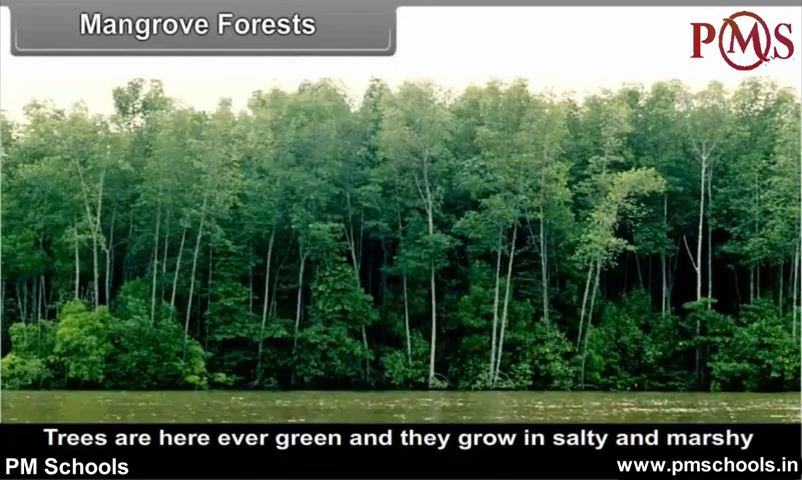 Mangrove Forests
PMS
Trees are here ever green and they grow in salty and marshy
PM Schools
www.pmschools.in